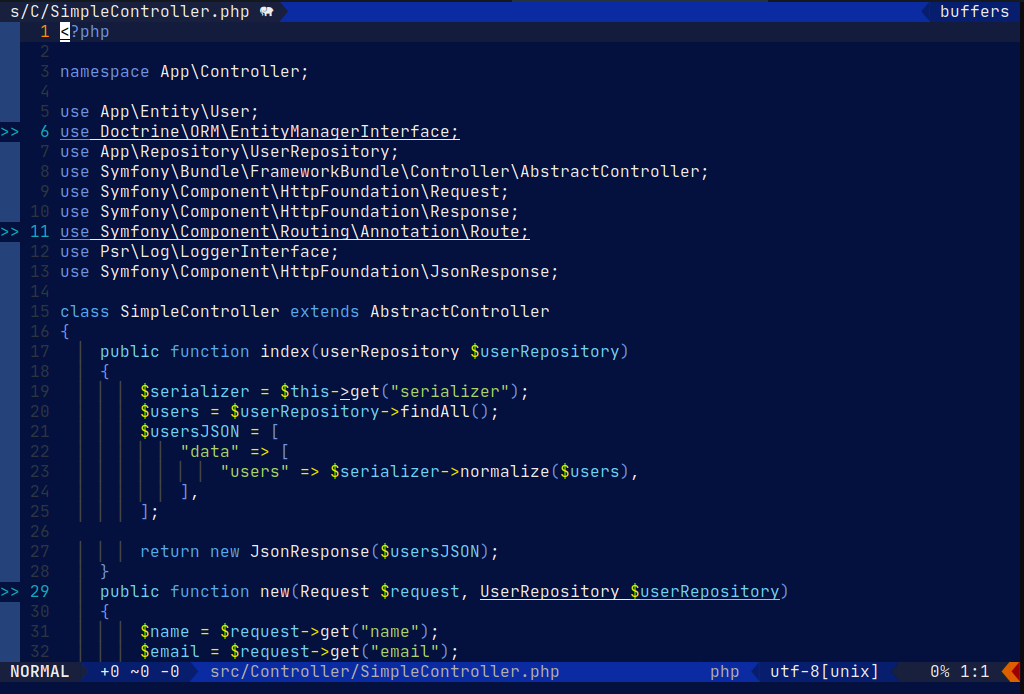 s/C/SimpleController.php buffers
1 <?php
2
3 namespace App\Controller;
4
5 use App\Entity\User;
>> 6 use Doctrine\ORM\EntityManagerInterface;
7 use App\Repository\UserRepository;
8 use Symfony\Bundle\FrameworkBundle\Controller\AbstractController;
9 use Symfony\Component\HttpFoundation\Request;
10 use Symfony\Component\HttpFoundation\Response;
>> 11 use Symfony\Component\Routing\Annotation\Route;
12 use Psr\Log\LoggerInterface;
13 use Symfony\Component\HttpFoundation\JsonResponse;
14
15 class SimpleController extends AbstractController
16 {
17     public function index(userRepository $userRepository)
18     {
19         $serializer = $this->get("serializer");
20         $users = $userRepository->findAll();
21         $usersJSON = [
22             "data" => [
23                 "users" => $serializer->normalize($users),
24             ],
25         ];
26
27         return new JsonResponse($usersJSON);
28     }
>> 29     public function new(Request $request, UserRepository $userRepository)
30     {
31         $name = $request->get("name");
32         $email = $request->get("email");
NORMAL +0 ~0 -0 src/Controller/SimpleController.php php utf-8[unix] 0% 1:1